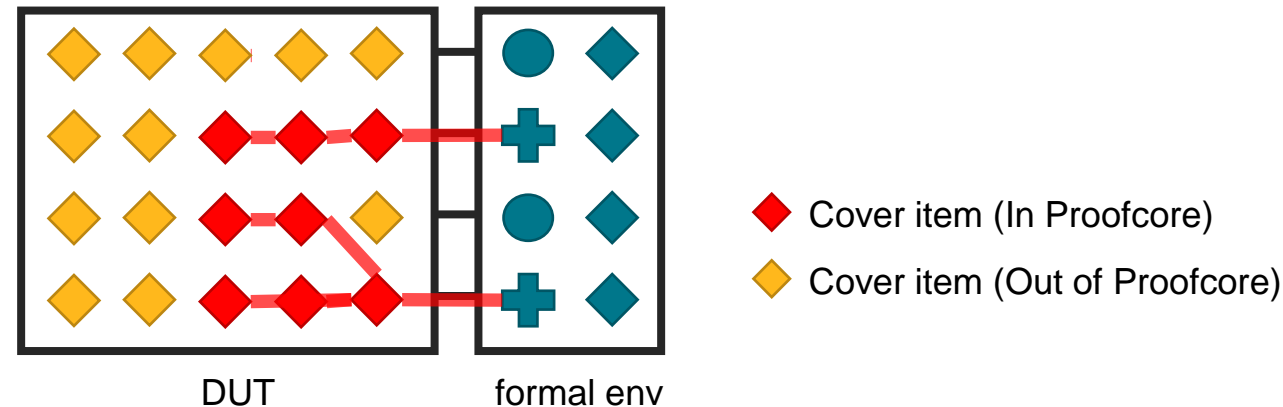 Cover item (In Proofcore)
Cover item (Out of Proofcore)
DUT
formal env